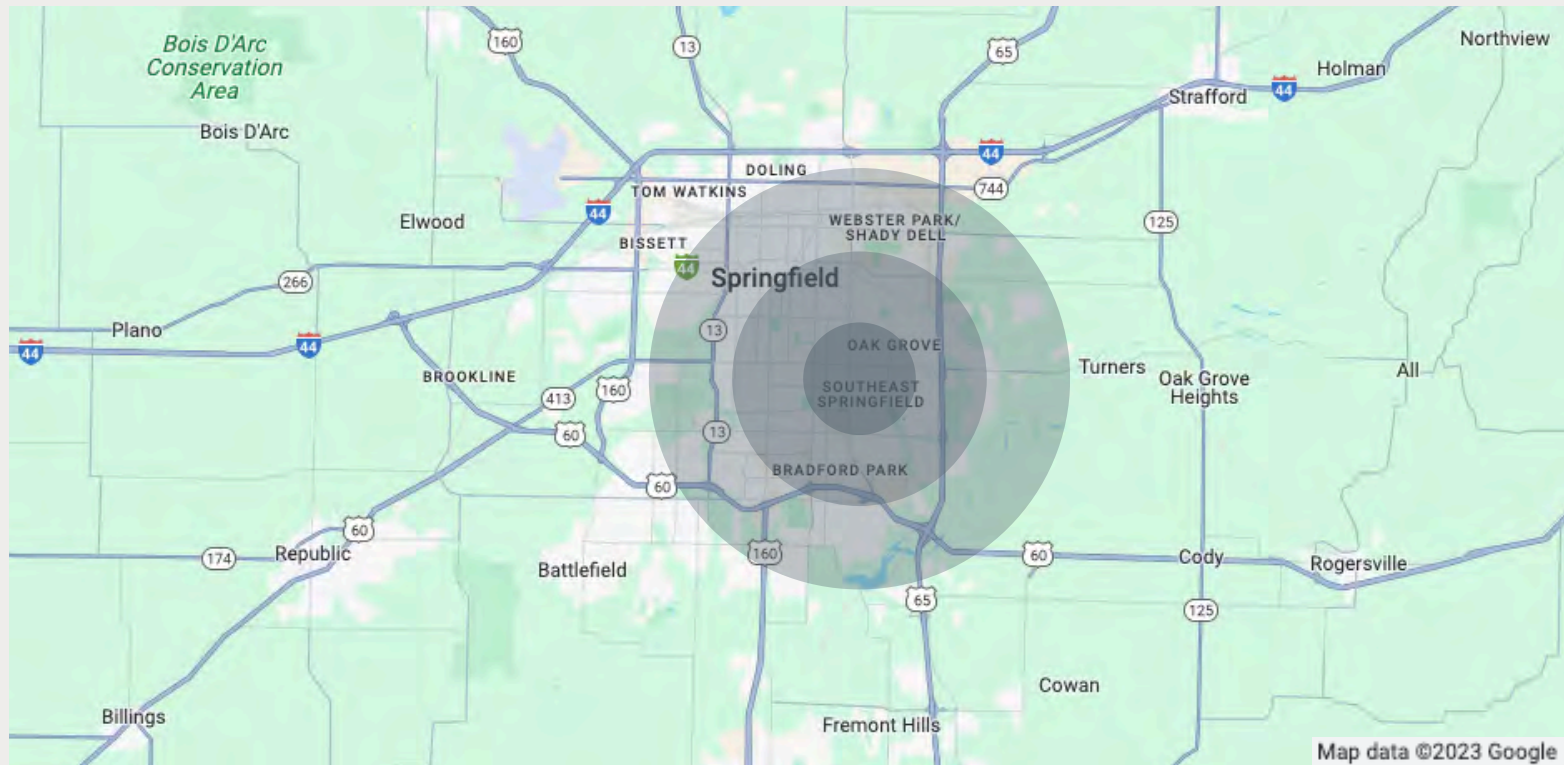 Bois D'Arc
Conservation
Area
160
13
65
Northview
Holman
44
Strafford
Bois D'Arc
44
DOLING
744
TOM WATKINS
44
Elwood
WEBSTER PARK/
SHADY DELL
125
BISSETT
44
Springfield
266
Plano
13
44
44
OAK GROVE
BROOKLINE
Turners
All
Oak Grove
Heights
413
160
SOUTHEAST
SPRINGFIELD
60
13
BRADFORD PARK
60
60
174
Republic
Battlefield
160
60
Cody
Rogersville
65
125
Cowan
Billings
Fremont Hills
Map data ©2023 Google